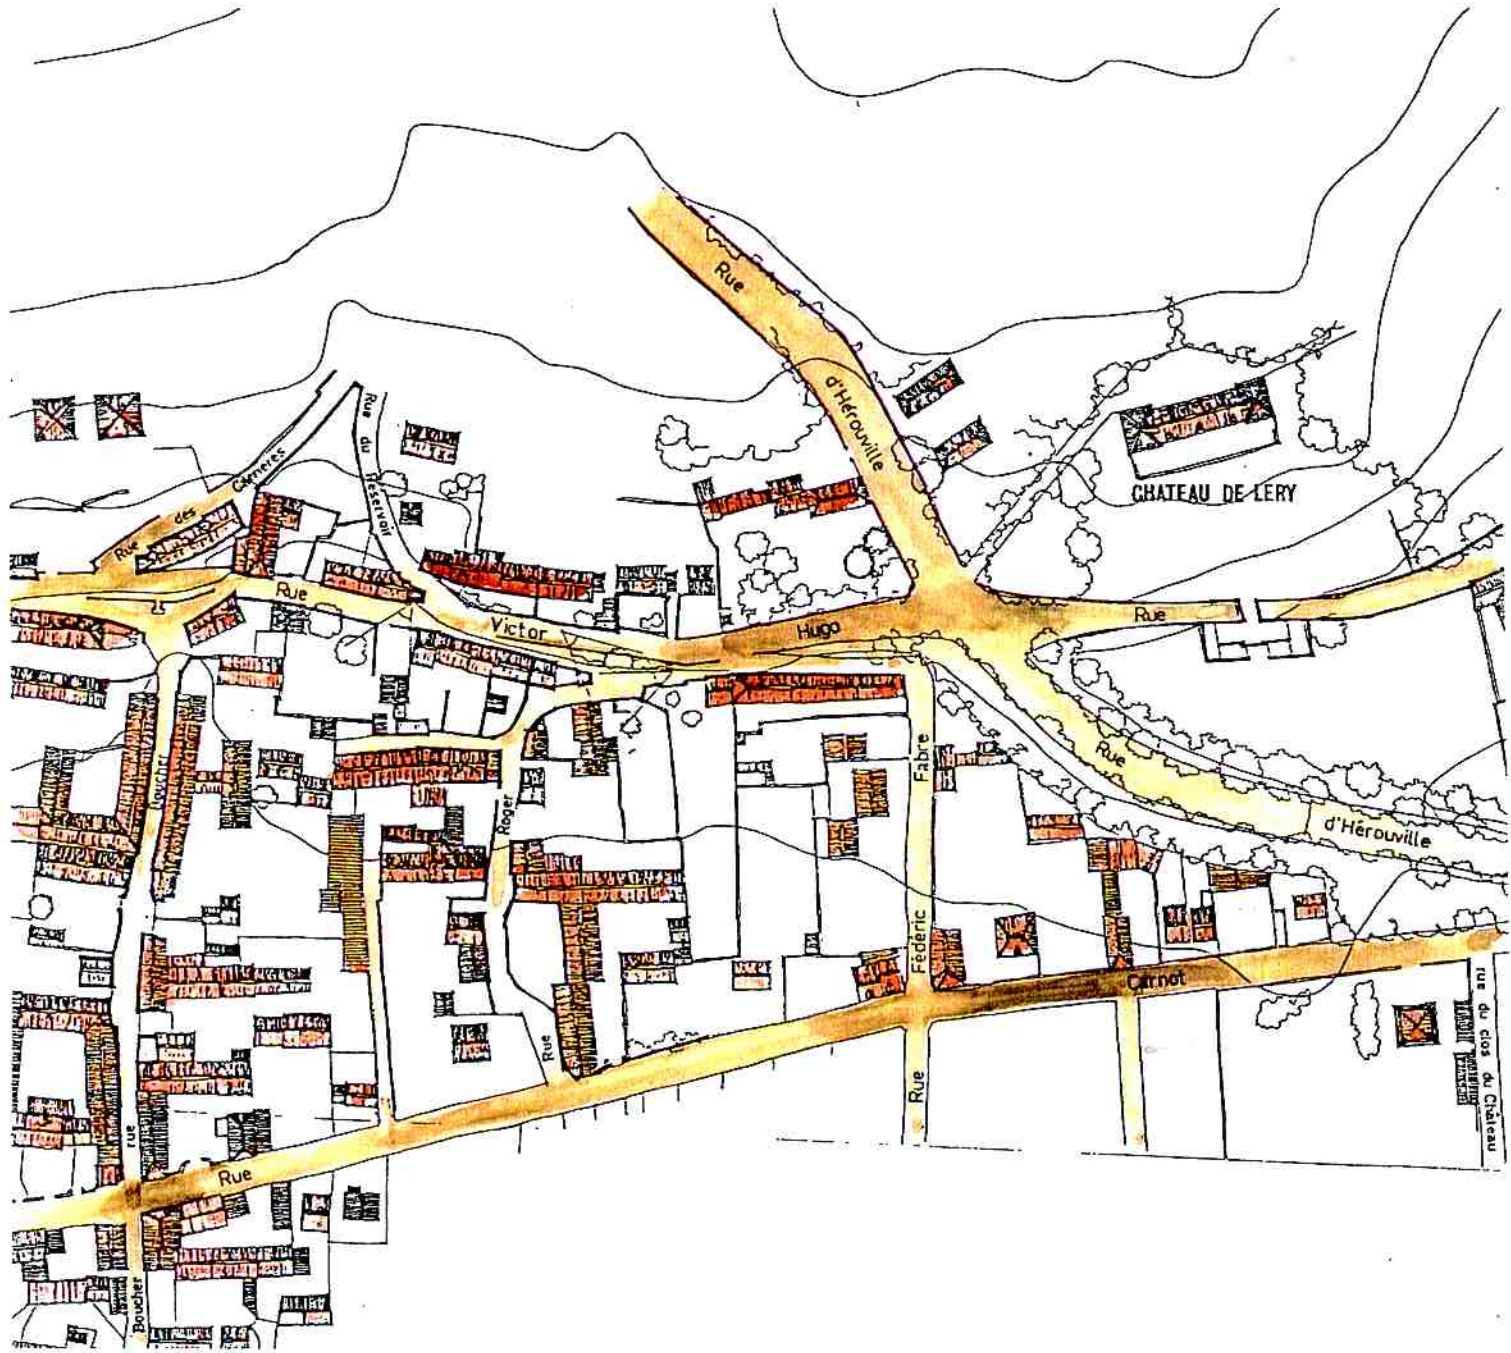 Rue
d'Hérouville
Rue
du
Réservoir
Rue
des
Carrières
CHATEAU DE LERY
Rue
Victor
Hugo
Rue
Rue
d'Hérouville
Boucher
Roger
Rue
Fabre
Féderic
Rue
Carnot
Rue
rue
Boucher
rue du clos du Château